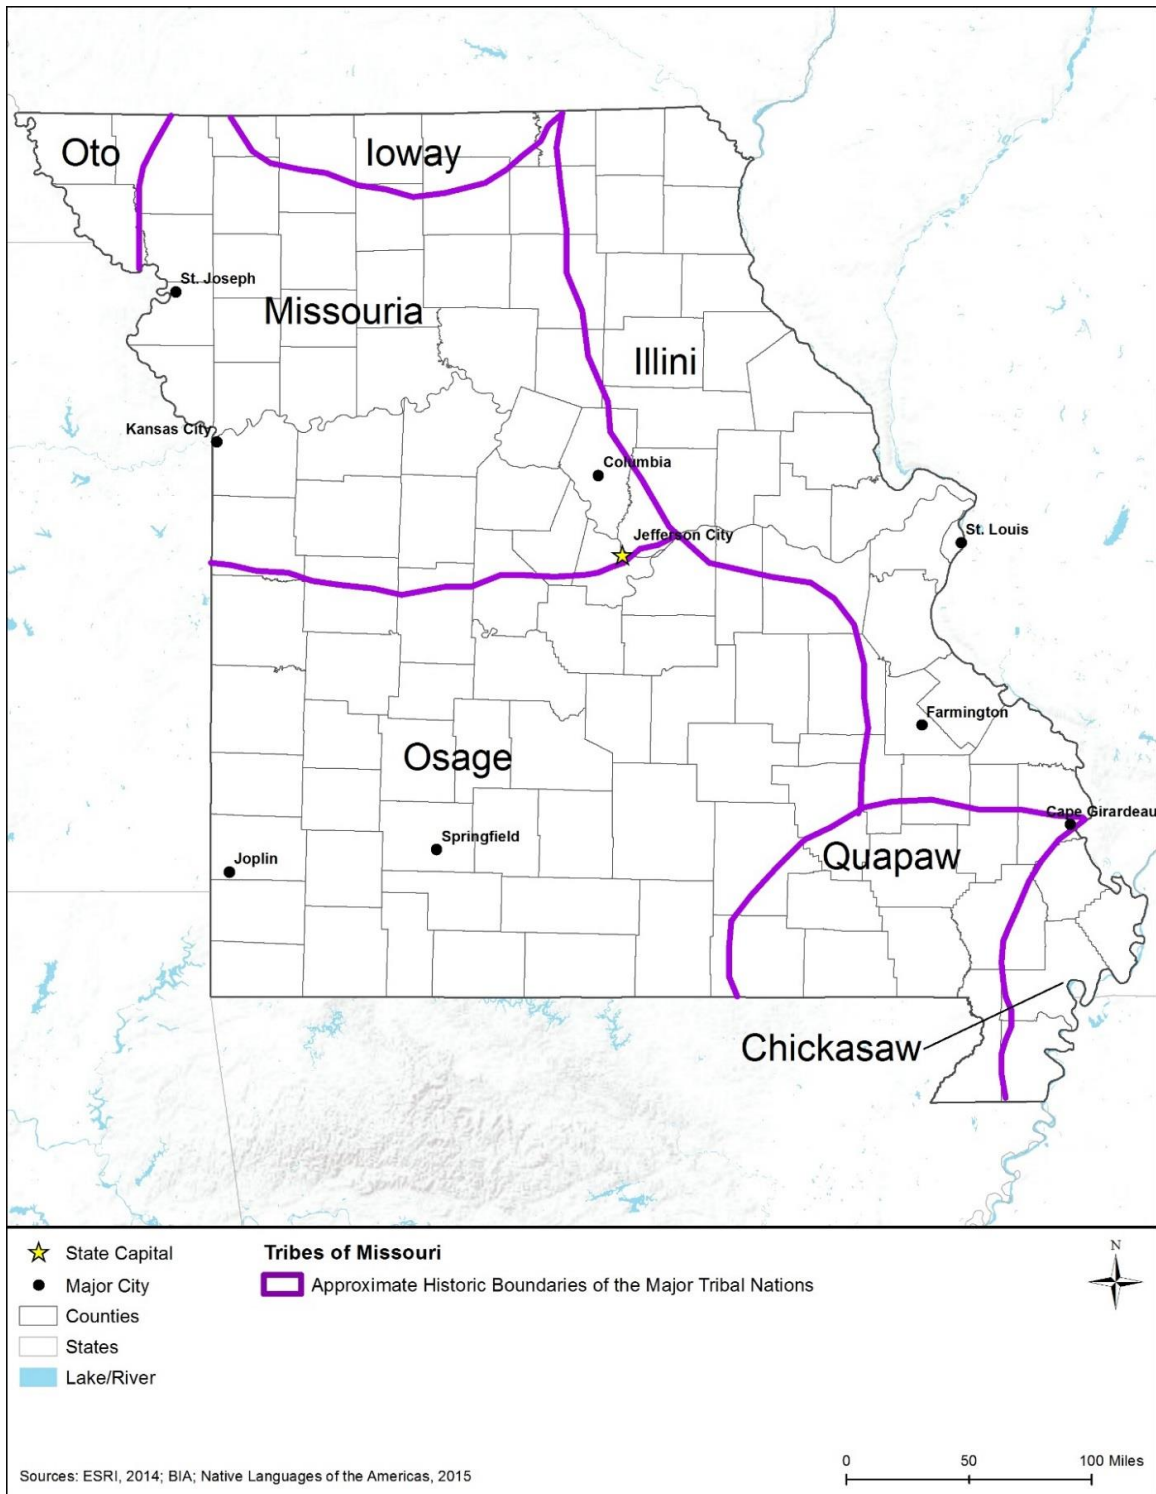 Oto
Ioway
St. Joseph
Missouria
Illini
Kansas City
Columbia
Jefferson City
St. Louis
Farmington
Osage
Cape Girardeau
Springfield
Joplin
Quapaw
Chickasaw
State Capital
Major City
Counties
States
Lake/River
Tribes of Missouri
Approximate Historic Boundaries of the Major Tribal Nations
N
Sources: ESRI, 2014; BIA; Native Languages of the Americas, 2015
0 50 100 Miles